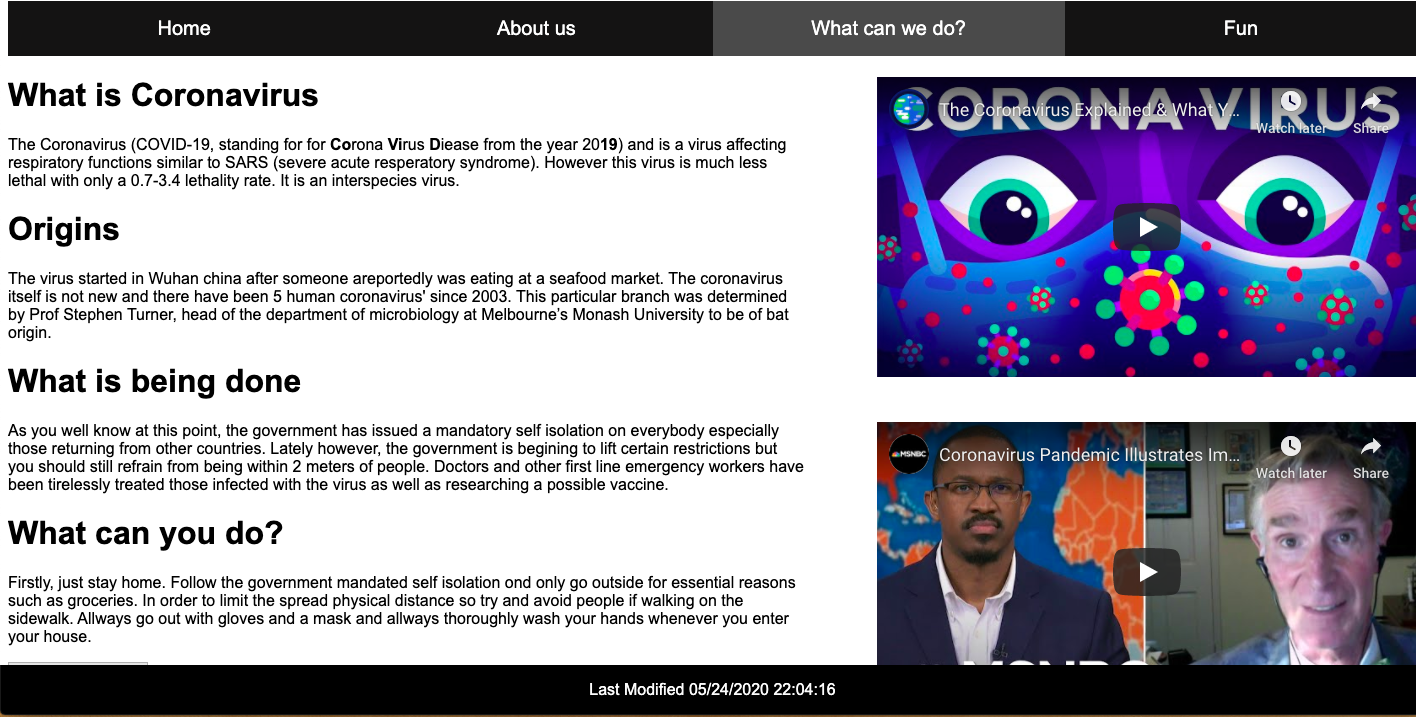 Home
About us
What can we do?
Fun
What is Coronavirus
The Coronavirus (COVID-19, standing for for Corona Virus Diease from the year 2019) and is a virus affecting
respiratory functions similar to SARS (severe acute resperatory syndrome). However this virus is much less
lethal with only a 0.7-3.4 lethality rate. It is an interspecies virus.
Origins
The virus started in Wuhan china after someone areportedly was eating at a seafood market. The coronavirus
itself is not new and there have been 5 human coronavirus' since 2003. This particular branch was determined
by Prof Stephen Turner, head of the department of microbiology at Melbourne’s Monash University to be of bat
origin.
What is being done
As you well know at this point, the government has issued a mandatory self isolation on everybody especially
those returning from other countries. Lately however, the government is begining to lift certain restrictions but
you should still refrain from being within 2 meters of people. Doctors and other first line emergency workers have
been tirelessly treated those infected with the virus as well as researching a possible vaccine.
What can you do?
Firstly, just stay home. Follow the government mandated self isolation ond only go outside for essential reasons
such as groceries. In order to limit the spread physical distance so try and avoid people if walking on the
sidewalk. Allways go out with gloves and a mask and allways thoroughly wash your hands whenever you enter
your house.
CORONA VIRUS
The Coronavirus Explained & What Y...
Watch later
Share
MSNBC
Coronavirus Pandemic Illustrates Im...
Watch later
Share
MSNBC
Last Modified 05/24/2020 22:04:16